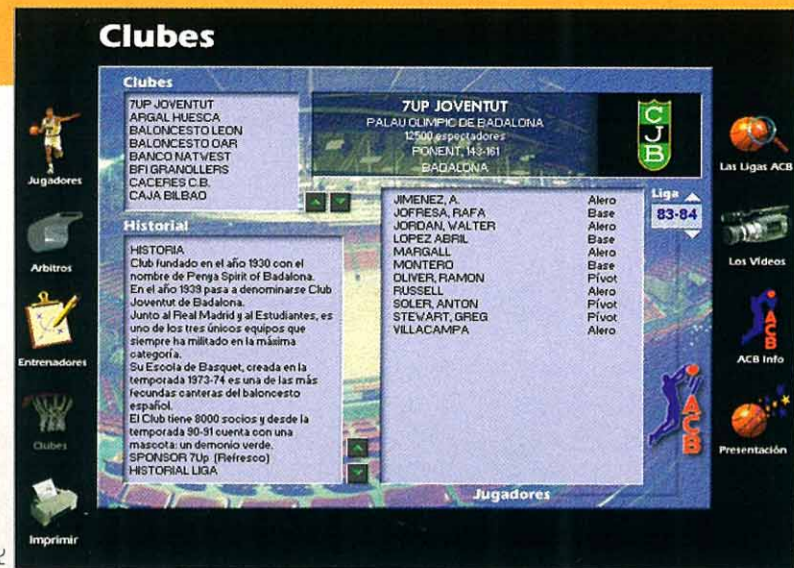 Clubes
Clubes
7UP JOVENTUT
ARGAL HUESCA
BALONCESTO LEON
BALONCESTO OAR
BANCO NATWEST
BFI GRANOLLERS
CACERES C.B.
CAJA BILBAO
7UP JOVENTUT
PALAU OLIMPIC DE BADALONA
12500 espectadores
PONENT, 143-161
BADALONA
CJB
Jugadores
Arbitros
Entrenadores
Clubes
Imprimir
Historial
HISTORIA
Club fundado en el año 1930 con el
nombre de Penya Spirit of Badalona.
En el año 1939 pasa a denominarse Club
Joventut de Badalona.
Junto al Real Madrid y al Estudiantes, es
uno de los tres únicos equipos que
siempre ha militado en la máxima
categoría.
Su Escola de Basquet, creada en la
temporada 1973-74 es una de las más
fecundas canteras del baloncesto
español.
El Club tiene 8000 socios y desde la
temporada 90-91 cuenta con una
mascota: un demonio verde.
SPONSOR 7Up (Refresco)
HISTORIAL LIGA
JIMENEZ, A. Alero
JOFRESA, RAFA Base
JORDAN, WALTER Alero
LOPEZ ABRIL Base
MARGALL Alero
MONTERO Base
OLIVER, RAMON Pívot
RUSSELL Alero
SOLER, ANTON Pívot
STEWART, GREG Pívot
VILLACAMPA Alero
Jugadores
Liga
83-84
ACB
Las Ligas ACB
Los Vídeos
ACB
ACB Info
Presentación